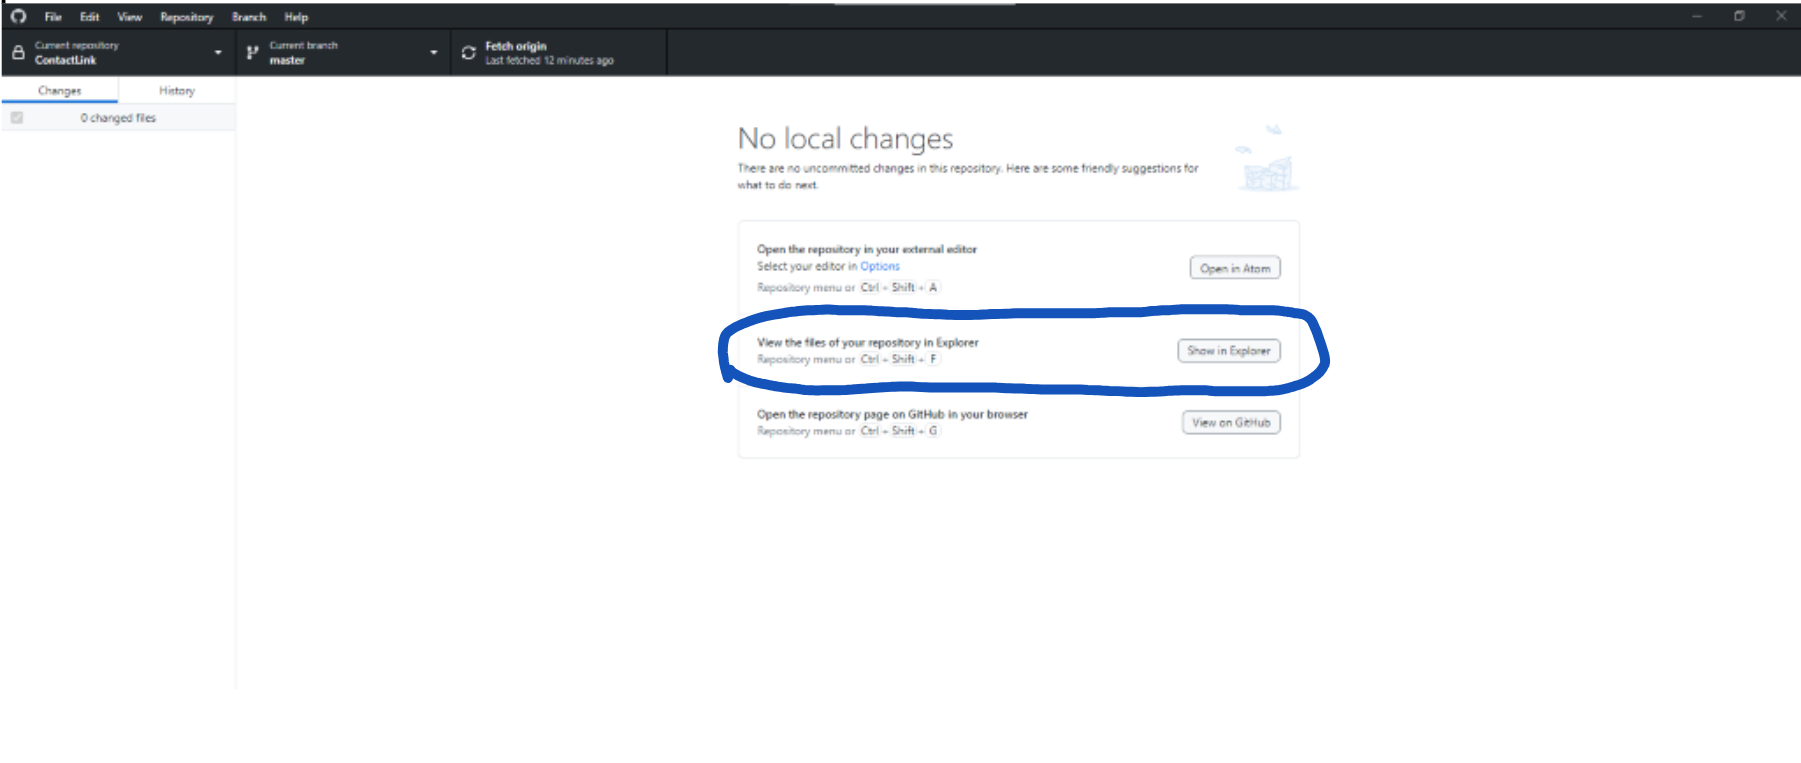 File Edit View Repository Branch Help
Current repository
ContactLink
Current branch
master
Fetch origin
Last fetched 12 minutes ago
Changes
History
0 changed files
No local changes
There are no uncommitted changes in this repository. Here are some friendly suggestions for
what to do next.
Open the repository in your external editor
Select your editor in Options
Repository menu or Ctrl + Shift + A
Open in Atom
View the files of your repository in Explorer
Repository menu or Ctrl + Shift + F
Show in Explorer
Open the repository page on GitHub in your browser
Repository menu or Ctrl + Shift + G
View on GitHub